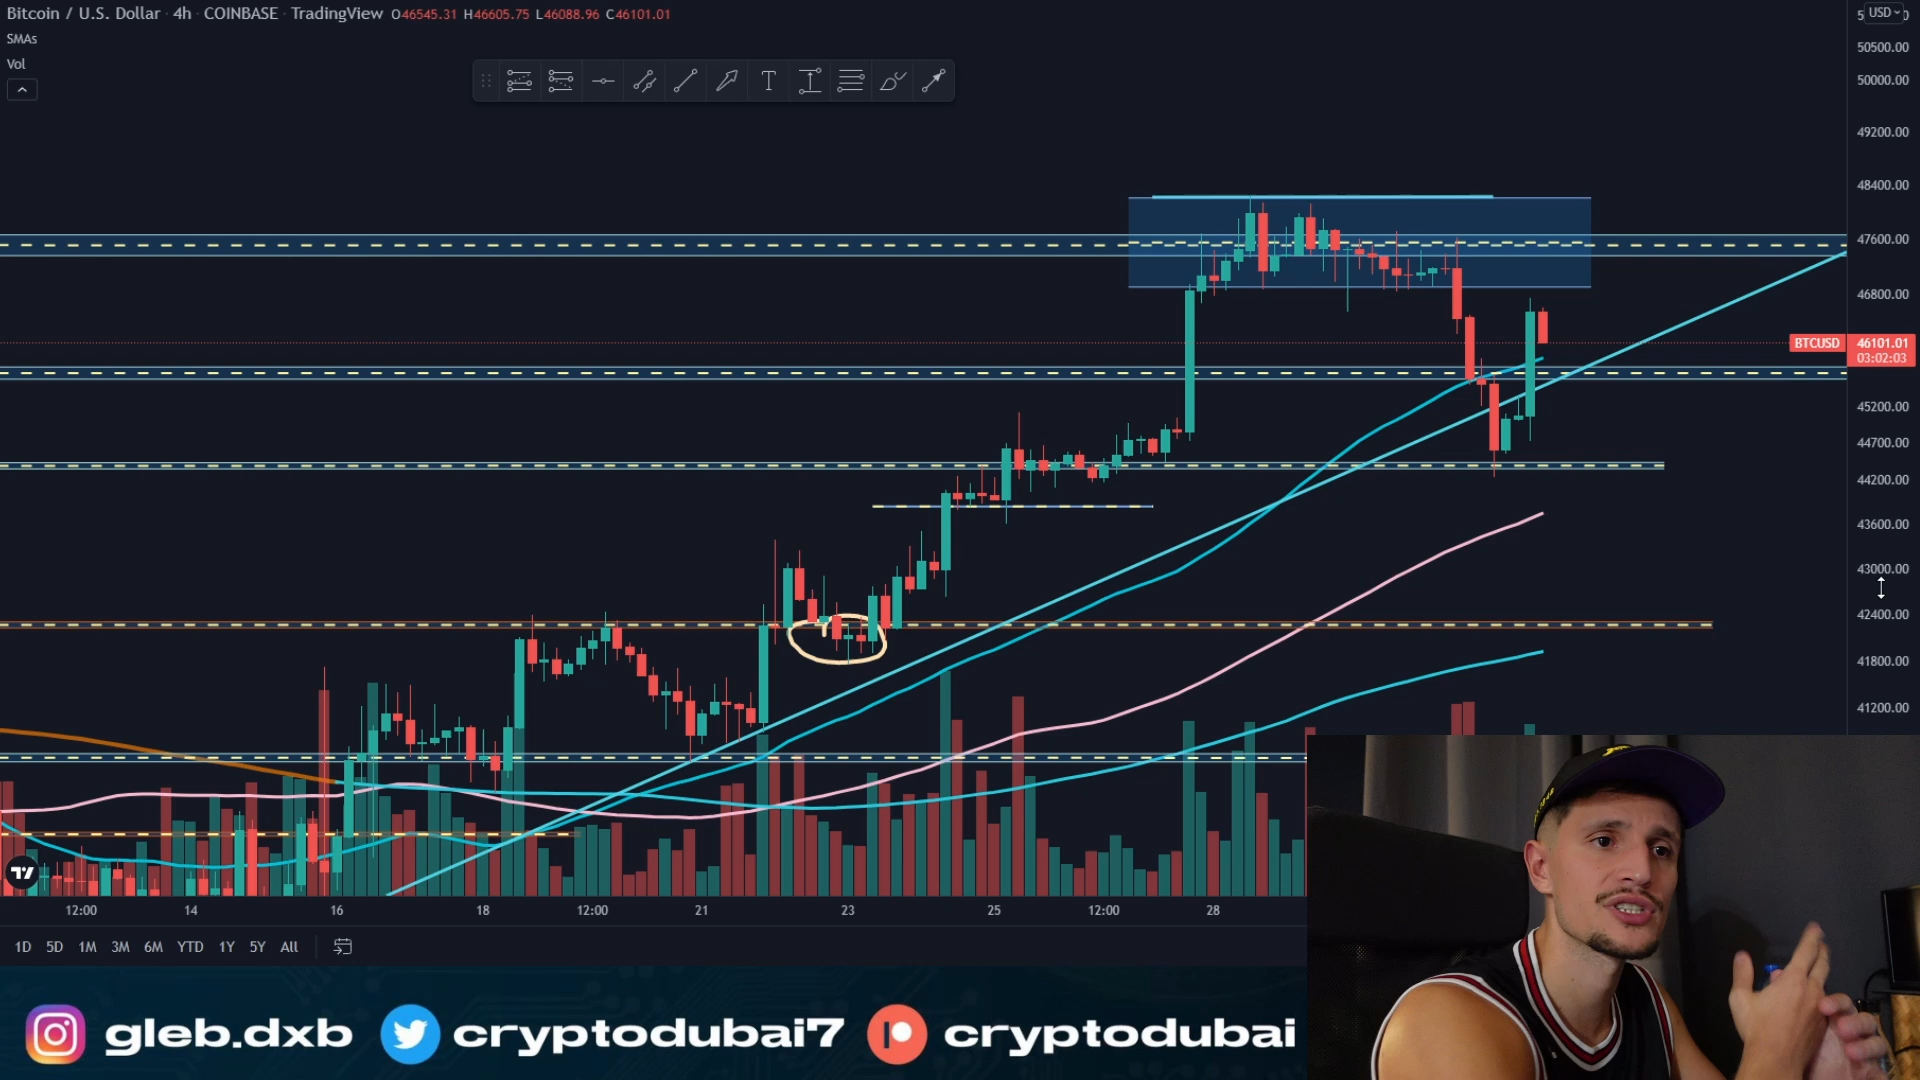 Bitcoin / U.S. Dollar · 4h · COINBASE · TradingView O46545.31 H46605.75 L46088.96 C46101.01
SMAs
Vol
USD
50500.00
50000.00
49200.00
48400.00
47600.00
46800.00
BTCUSD 46101.01
03:02:03
45200.00
44700.00
44200.00
43600.00
43000.00
42400.00
41800.00
41200.00
12:00 14 16 18 12:00 21 23 25 12:00 28
1D 5D 1M 3M 6M YTD 1Y 5Y All
gleb.dxb cryptodubai7 cryptodubai